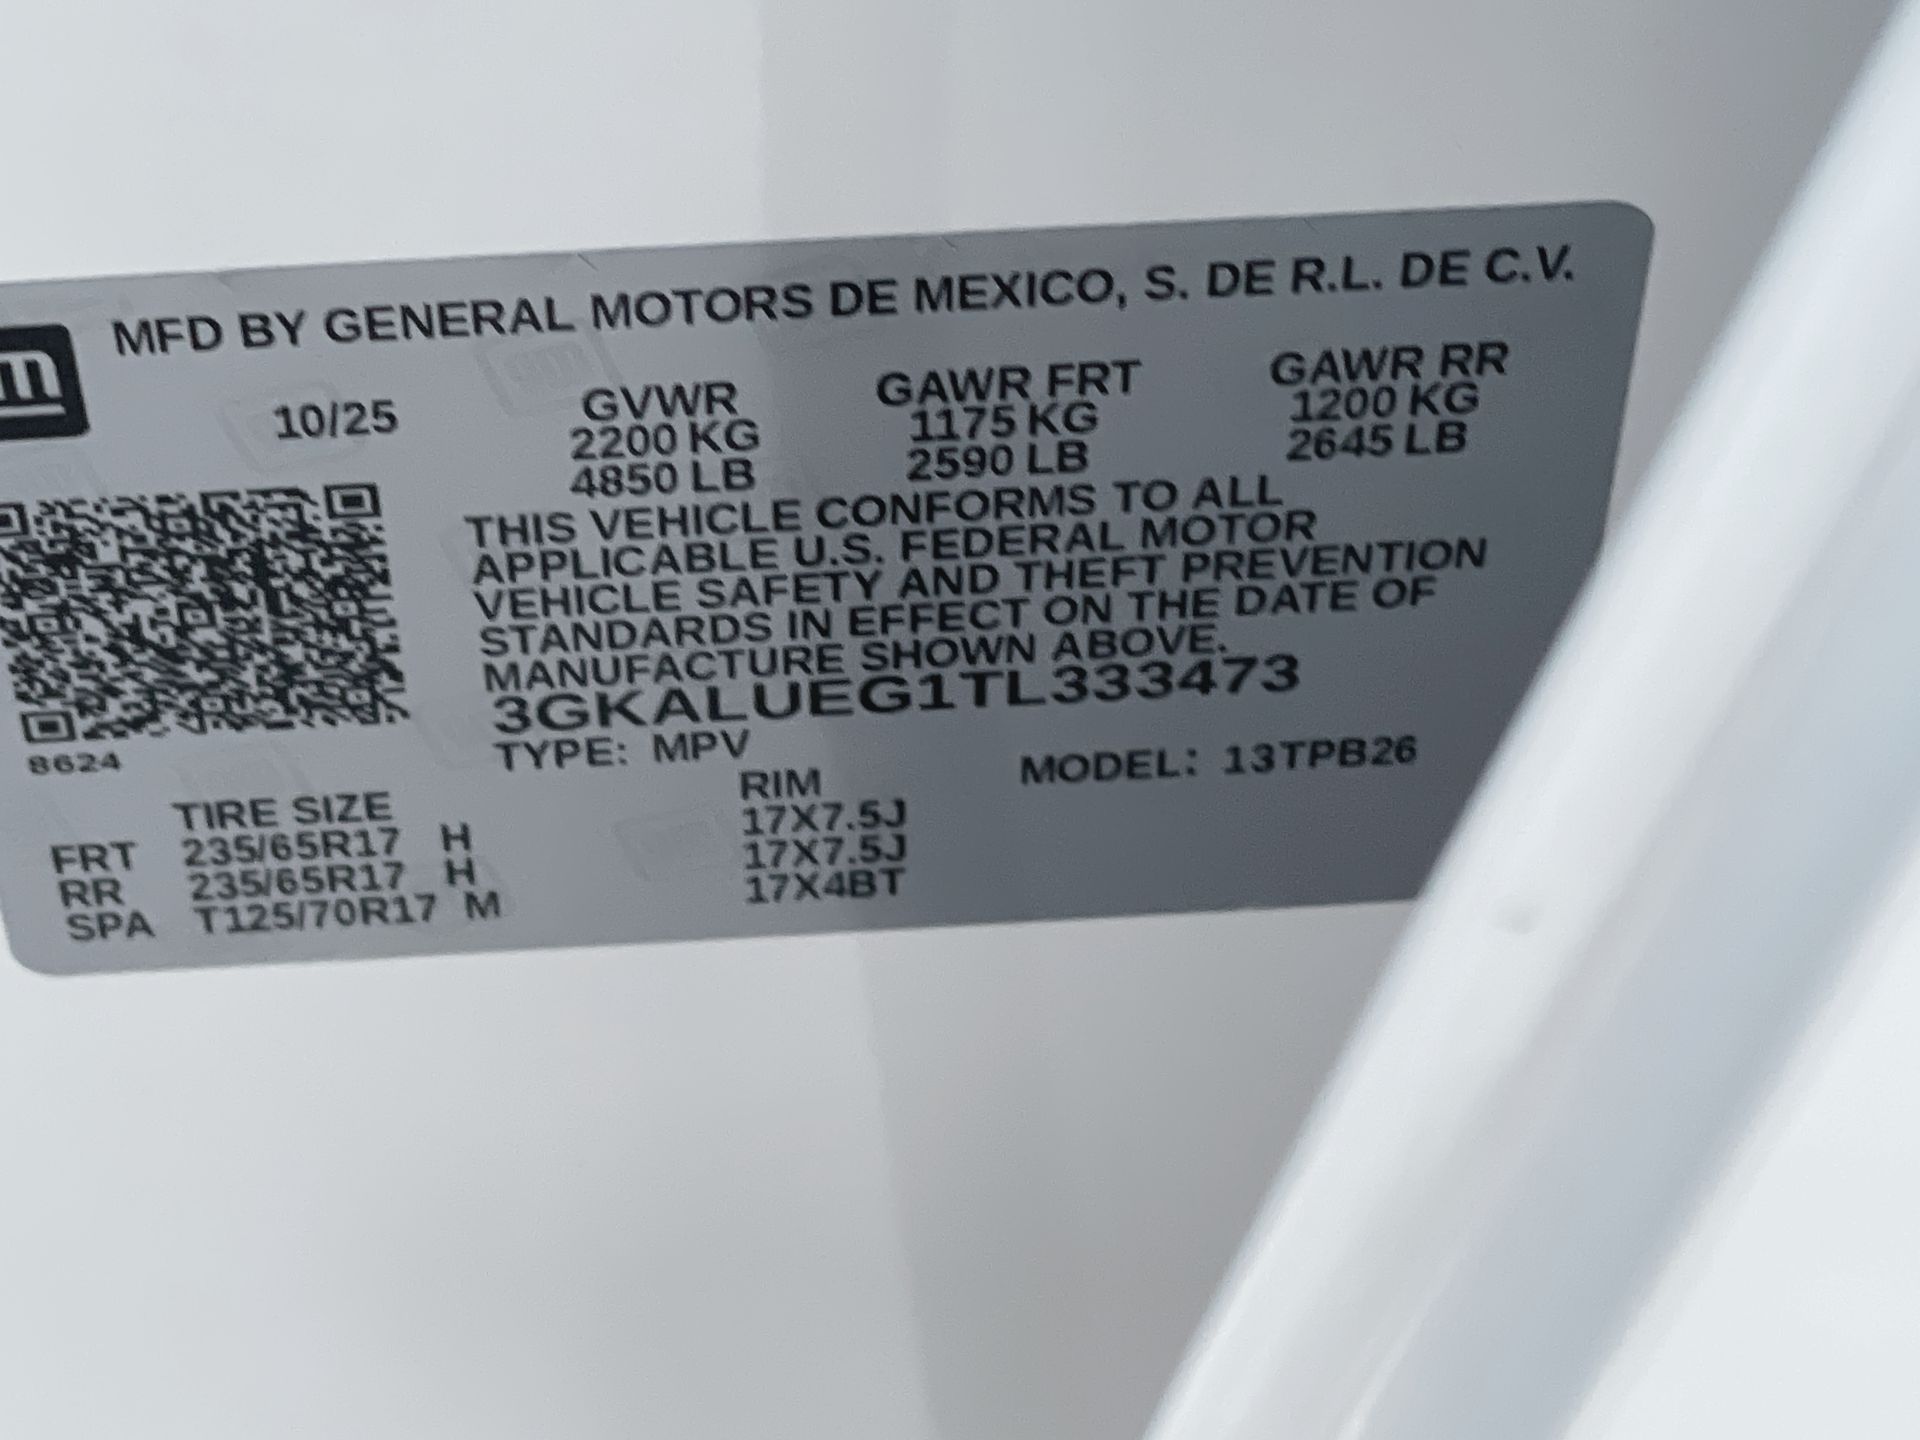 MFD BY GENERAL MOTORS DE MEXICO, S. DE R.L. DE C.V.
m
10/25
GVWR GAWR FRT GAWR RR
2200 KG 1175 KG 1200 KG
4850 LB 2590 LB 2645 LB
THIS VEHICLE CONFORMS TO ALL
APPLICABLE U.S. FEDERAL MOTOR
VEHICLE SAFETY AND THEFT PREVENTION
STANDARDS IN EFFECT ON THE DATE OF
MANUFACTURE SHOWN ABOVE.
3GKALUEG1TL333473
8624
TYPE: MPV MODEL: 13TPB26
TIRE SIZE RIM
FRT 235/65R17 H 17X7.5J
RR 235/65R17 H 17X7.5J
SPA T125/70R17 M 17X4BT